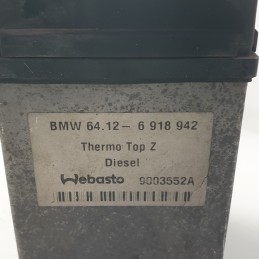 BMW 64.12- 6 918 942
Thermo Top Z
Diesel
Webasto 9003552A